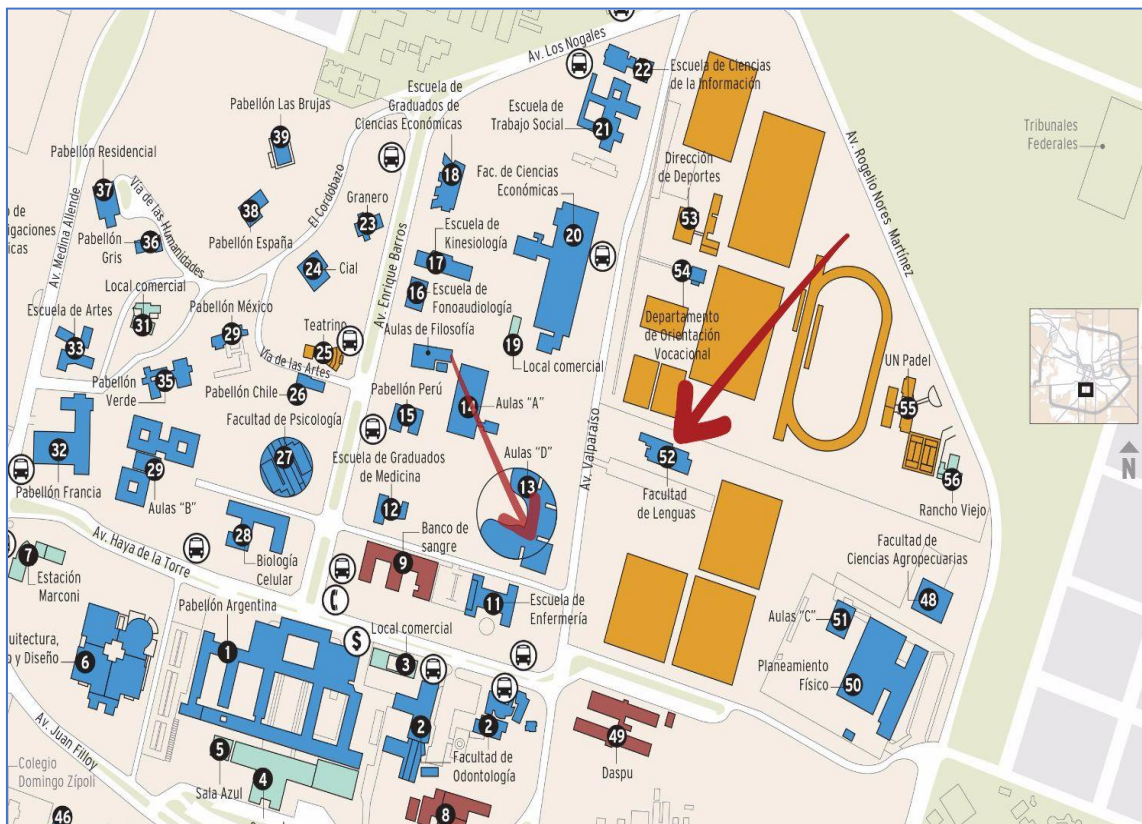 Av. Los Nogales
22
Escuela de Ciencias
de la Información
Escuela de
Graduados de
Ciencias Económicas
Pabellón Las Brujas
39
Escuela de
Trabajo Social
21
Tribunales
Federales
Av. Rogelio Nores Martínez
Pabellón Residencial
37
Vía de las Humanidades
El Cordobazo
18
Fac. de Ciencias
Económicas
Dirección
de Deportes
53
Av. Medina Allende
38
Pabellón España
Granero
23
20
Pabellón
Gris
36
Escuela de
Kinesiología
17
24
Cial
Av. Enrique Barros
16
Escuela de
Fonoaudiología
54
Departamento
de Orientación
Vocacional
Local comercial
31
Escuela de Artes
33
Pabellón México
29
Teatrino
25
Aulas de Filosofía
19
Local comercial
Vía de las Artes
UN Padel
55
N
Pabellón
Verde
35
Pabellón Chile
26
Pabellón Perú
15
14
Aulas "A"
Av. Valparaíso
Facultad de Psicología
27
32
Pabellón Francia
29
Aulas "B"
Escuela de Graduados
de Medicina
12
Aulas "D"
13
52
Facultad
de Lenguas
56
Rancho Viejo
Av. Haya de la Torre
28
Biología
Celular
Banco de
sangre
9
Facultad de
Ciencias Agropecuarias
48
7
Estación
Marconi
11
Escuela de
Enfermería
Aulas "C"
51
Pabellón Argentina
1
$
Local comercial
3
quitectura,
o y Diseño
6
Planeamiento
Físico
50
2
2
Facultad de
Odontología
49
Daspu
Av. Juan Filloy
5
Sala Azul
4
Colegio
Domingo Zípoli
46
8